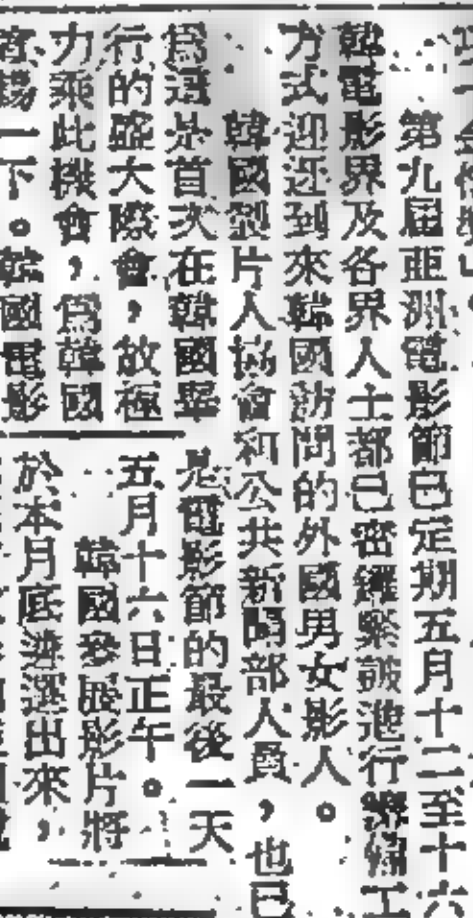 第九屆亞洲電影節已定期五月十二至十六
韓電影界及各界人士都已密鑼緊鼓進行籌備工
方式迎迓到來韓國訪問的外國男女影人。
韓國製片人協會和公共新聞部人員，也已
爲這是首次在韓國舉
行的盛大際會，放極
力乘此機會，爲韓國
一下。韓國電影
是電影節的最後一天
五月十六日正午。
韓國參展影片將
於本月底遴選出來，